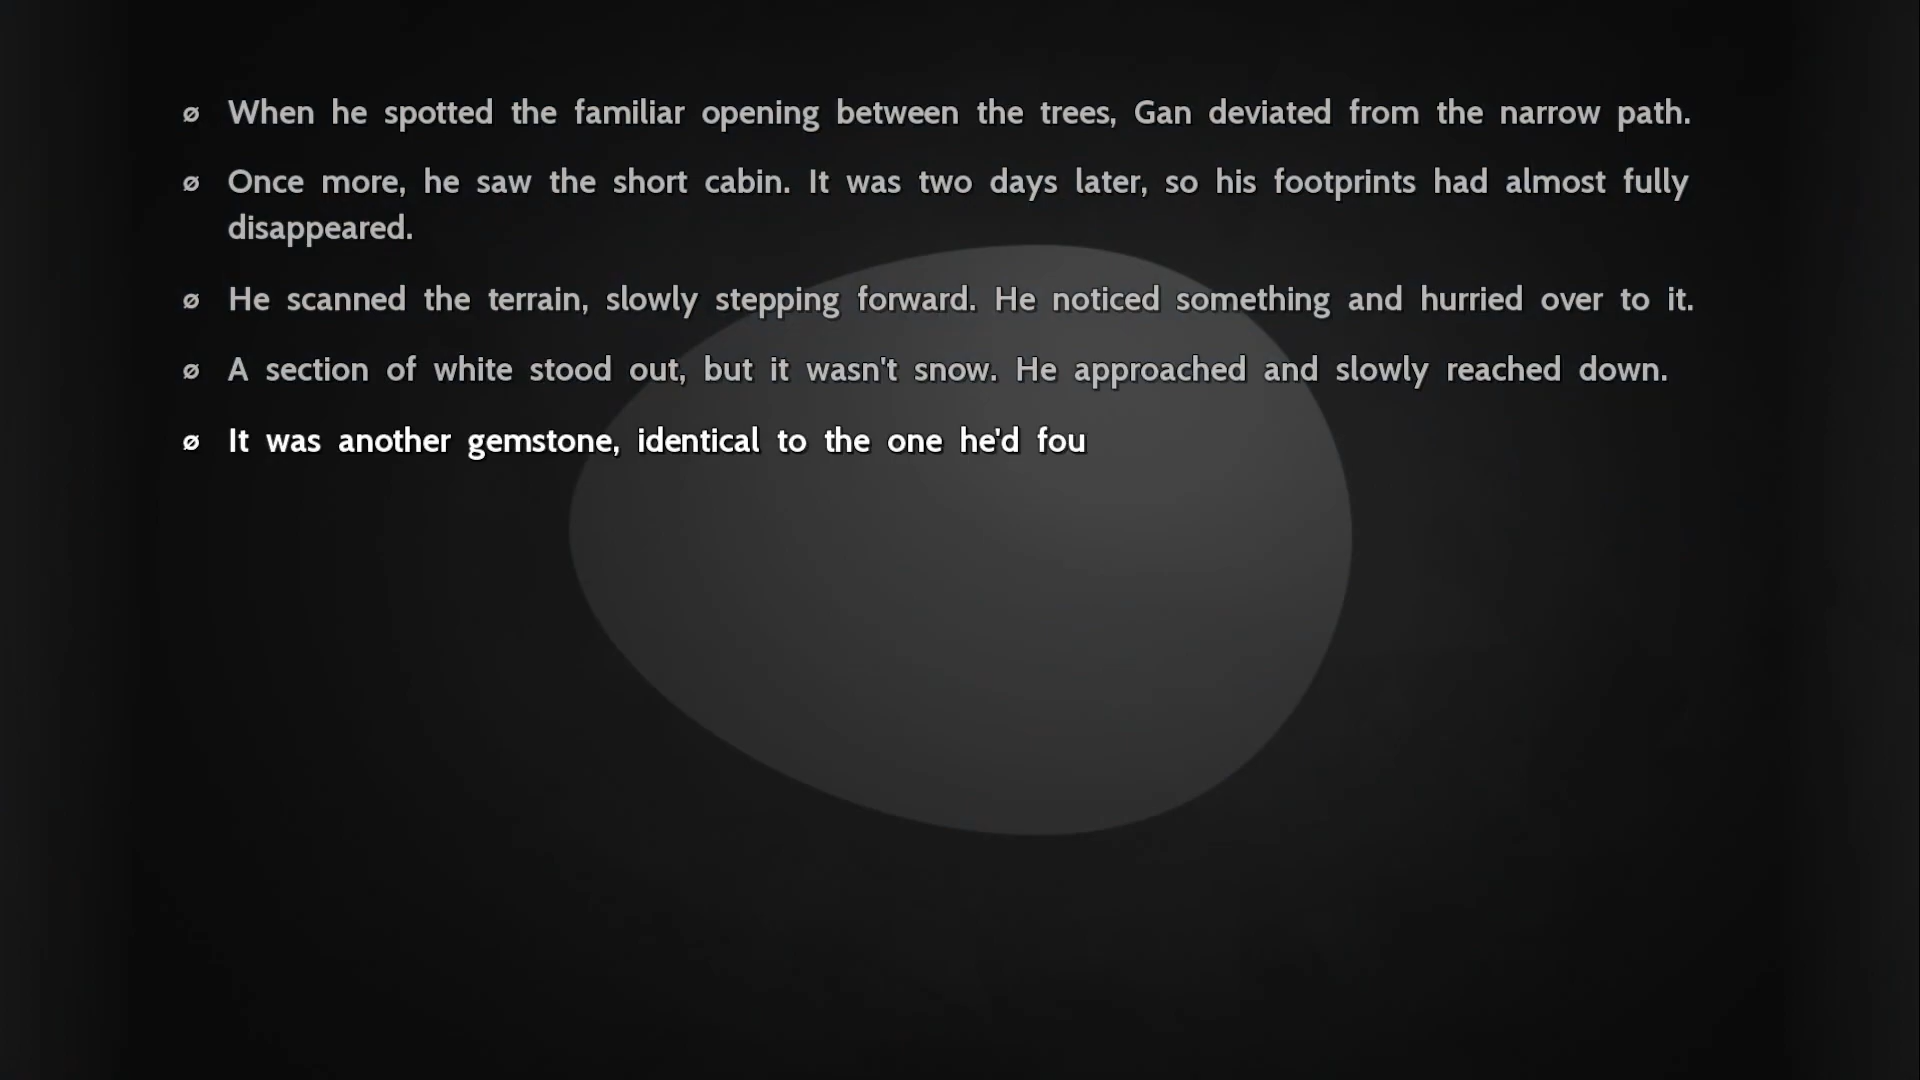 ø When he spotted the familiar opening between the trees, Gan deviated from the narrow path.
ø Once more, he saw the short cabin. It was two days later, so his footprints had almost fully
disappeared.
ø He scanned the terrain, slowly stepping forward. He noticed something and hurried over to it.
ø A section of white stood out, but it wasn't snow. He approached and slowly reached down.
ø It was another gemstone, identical to the one he'd fou